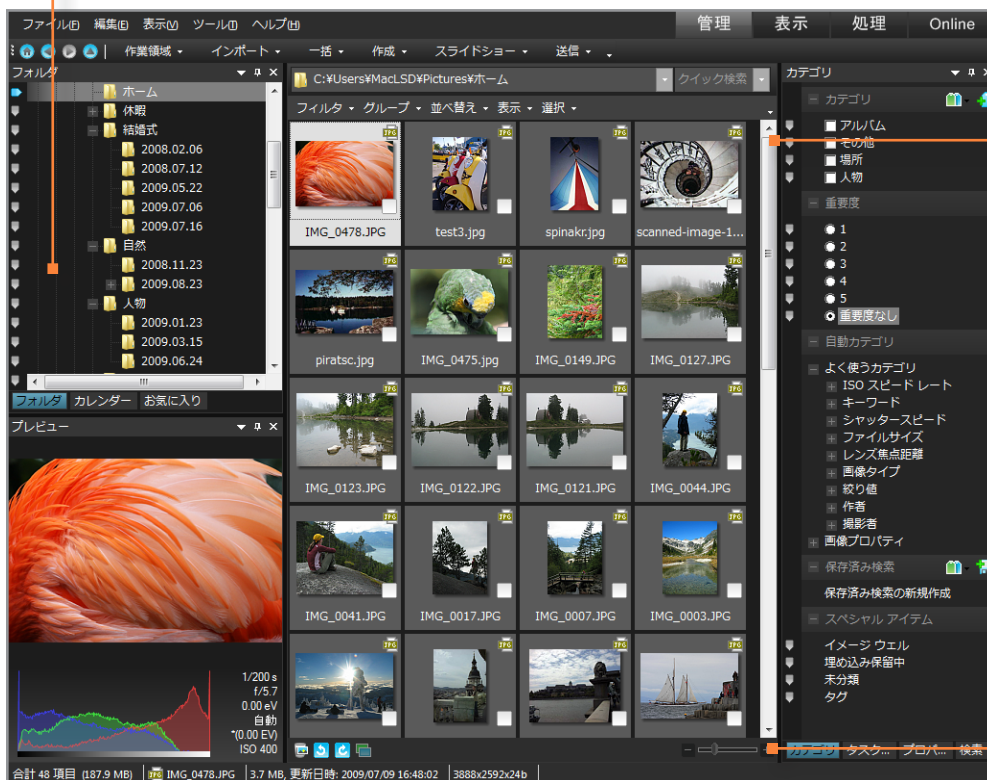 ファイル(F) 編集(E) 表示(V) ツール(T) ヘルプ(H)
管理 表示 処理 Online
作業領域 インポート 一括 作成 スライドショー 送信
フォルダ
ホーム
休暇
結婚式
2008.02.06
2008.07.12
2009.05.22
2009.07.06
2009.07.16
自然
2008.11.23
2009.08.23
人物
2009.01.23
2009.03.15
2009.06.24
フォルダ カレンダー お気に入り
プレビュー
1/200 s
f/5.7
0.00 eV
自動
*(0.00 EV)
ISO 400
C:¥Users¥MacLSD¥Pictures¥ホーム
クイック検索
フィルタ グループ 並べ替え 表示 選択
IMG_0478.JPG test3.jpg spinakr.jpg scanned-image-1...
piratsc.jpg IMG_0475.jpg IMG_0149.JPG IMG_0127.JPG
IMG_0123.JPG IMG_0122.JPG IMG_0121.JPG IMG_0044.JPG
IMG_0041.JPG IMG_0017.JPG IMG_0007.JPG IMG_0003.JPG
カテゴリ
カテゴリ
アルバム
その他
場所
人物
重要度
1
2
3
4
5
重要度なし
自動カテゴリ
よく使うカテゴリ
ISO スピード レート
キーワード
シャッタースピード
ファイルサイズ
レンズ焦点距離
画像タイプ
絞り値
作者
撮影者
画像プロパティ
保存済み検索
保存済み検索の新規作成
スペシャル アイテム
イメージ ウェル
埋め込み保留中
未分類
タグ
カテゴリ タスク... プロパ... 検索
合計 48 項目 (187.9 MB) JPG IMG_0478.JPG 3.7 MB, 更新日時: 2009/07/09 16:48:02 3888x2592x24b